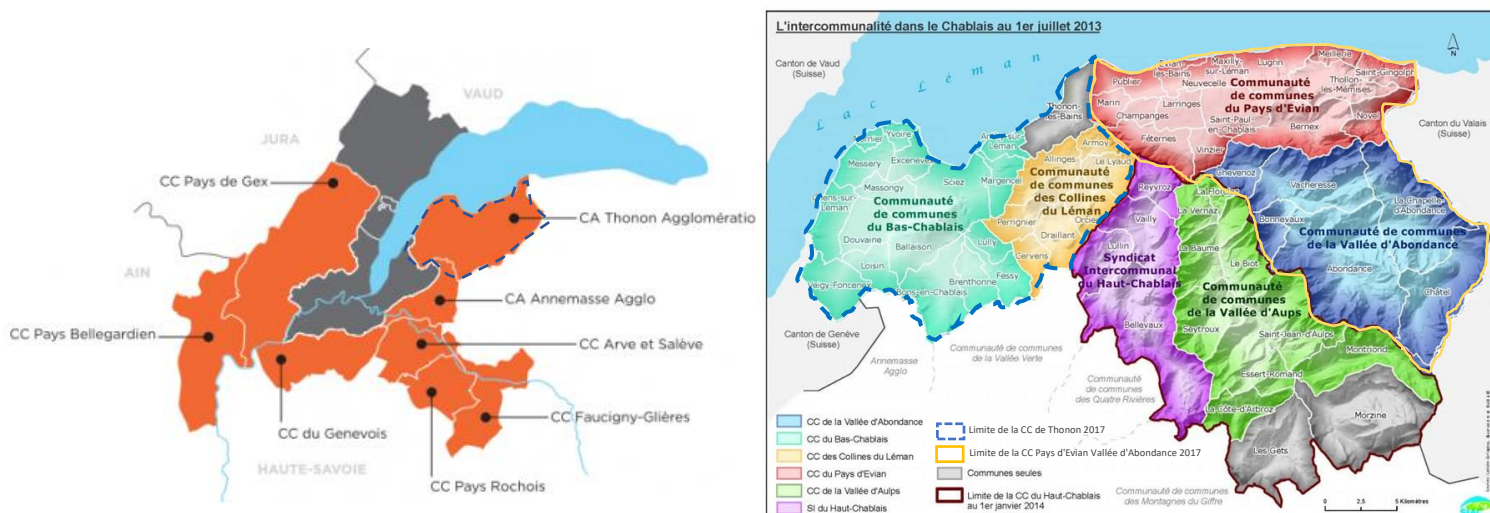 VAUD
JURA
CC Pays de Gex
CA Thonon Agglomératio
AIN
CA Annemasse Agglo
CC Pays Bellegardien
CC Arve et Salève
CC Faucigny-Glières
CC du Genevois
HAUTE-SAVOIE
CC Pays Rochois
L'intercommunalité dans le Chablais au 1er juillet 2013
N
Canton de Vaud
(Suisse)
Lac Léman
Meillerie
Evian-
les-Bains
Maxilly-
sur-Léman
Lugrin
Saint-Gingolph
Publier
Neuvecelle
Thollon-
les-Mémises
Communauté
de communes
du Pays d'Evian
Thonon-
les-Bains
Marin
Larringes
Champanges
Saint-Paul-
en-Chablais
Bernex
Novel
Féternes
Vinzier
Canton du Valais
(Suisse)
Yvoire
Excenevex
Messery
Sciez
Margencel
Massongy
Allinges
Armoy
Le Lyaud
Communauté
de communes
des Collines
du Léman
Chens-sur-
Léman
Communauté
de communes
du Bas-Chablais
Perrignier
Orcier
Draillant
Cervens
Douvaine
Ballaison
Lully
Loisin
Fessy
Brenthonne
Veigy-Foncenex
Bons-en-Chablais
Reyvroz
Vailly
Lullin
Syndicat
Intercommunal
du Haut-Chablais
Bellevaux
La Forclaz
La Vernaz
La Baume
Le Biot
Communauté
de communes
de la Vallée d'Aups
Seytroux
Saint-Jean-d'Aulps
Montriond
Essert-Romand
La Côte-d'Arbroz
Les Gets
Morzine
Chevenoz
Vacheresse
La Chapelle
d'Abondance
Bonnevaux
Communauté de communes
de la Vallée d'Abondance
Abondance
Châtel
Canton de Genève
(Suisse)
Annemasse
Agglo
Communauté de communes
de la Vallée Verte
Communauté
de communes
des Quatre Rivières
Communauté de communes
des Montagnes du Giffre
CC de la Vallée d'Abondance
CC du Bas-Chablais
CC des Collines du Léman
CC du Pays d'Evian
CC de la Vallée d'Aulps
SI du Haut-Chablais
Limite de la CC de Thonon 2017
Limite de la CC Pays d'Evian Vallée d'Abondance 2017
Communes seules
Limite de la CC du Haut-Chablais
au 1er janvier 2014
0 2,5 5 Kilomètres